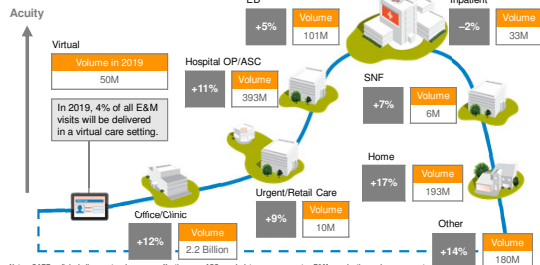 Acuity
ED
+5%
Volume
101M
Inpatient
–2%
Volume
33M
Virtual
Volume in 2019
50M
In 2019, 4% of all E&M
visits will be delivered
in a virtual care setting.
Hospital OP/ASC
+11%
Volume
393M
SNF
+7%
Volume
6M
Home
+17%
Volume
193M
Urgent/Retail Care
+9%
Volume
10M
Office/Clinic
+12%
Volume
2.2 Billion
Other
+14%
Volume
180M